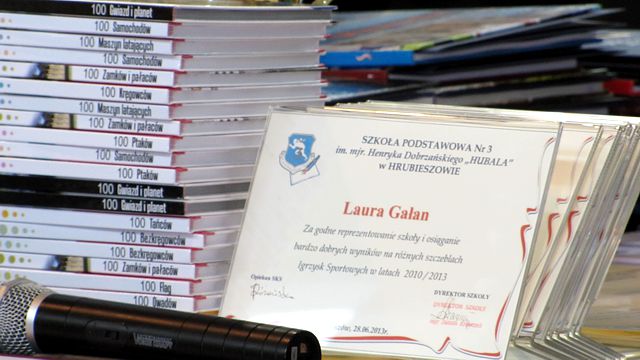 100 Gwiazd i planet
100 Samochodów
100 Maszyn latających
100 Samochodów
100 Zamków i pałaców
100 Kręgowców
100 Maszyn latających
100 Zamków i pałaców
100 Ptaków
100 Samochodów
100 Ptaków
100 Gwiazd i planet
100 Gwiazd i planet
100 Tańców
100 Bezkręgowców
100 Bezkręgowców
100 Zamków i pałaców
100 Flag
100 Owadów
SZKOŁA PODSTAWOWA Nr 3
im. mjr. Henryka Dobrzańskiego „HUBALA”
w HRUBIESZOWIE
Laura Galan
Za godne reprezentowanie szkoły i osiąganie
bardzo dobrych wyników na różnych szczeblach
Igrzysk Sportowych w latach 2010/2013
Opiekun SKS
DYREKTOR SZKOŁY
DYREKTOR SZKOŁY
28.06.2013r.